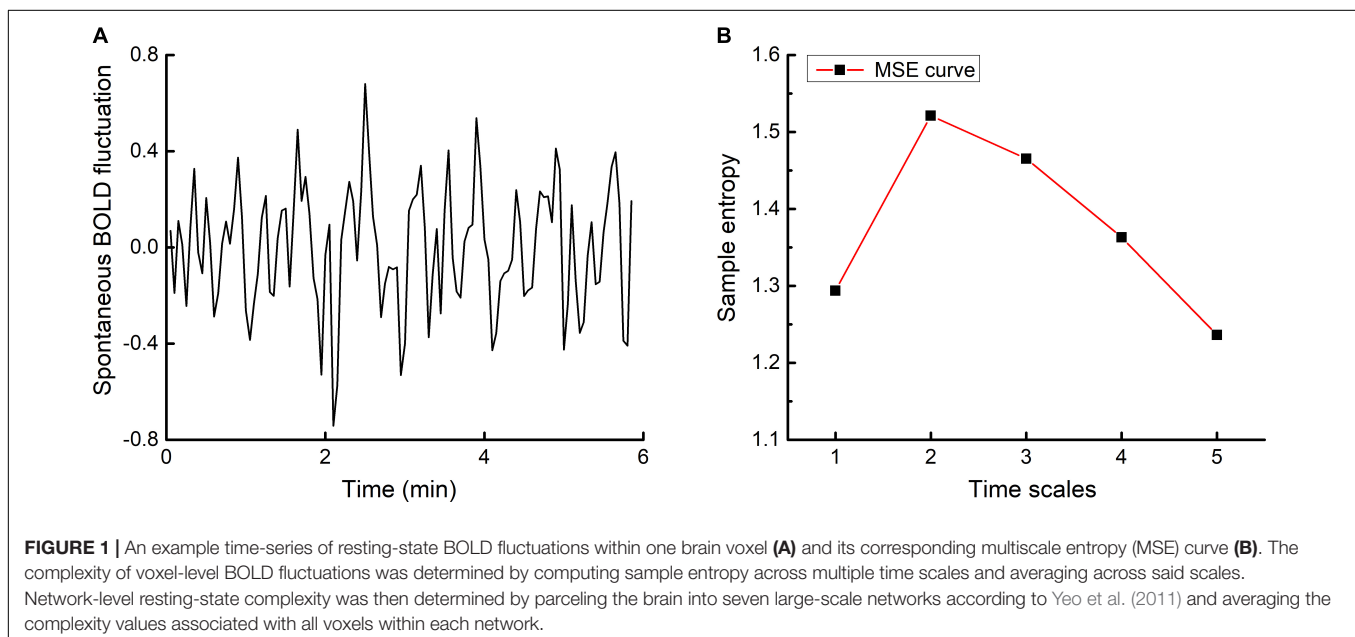 A
0.8
0.4
0.0
-0.4
-0.8
Spontaneous BOLD fluctuation
0 2 4 6
Time (min)
B
1.6
1.5
1.4
1.3
1.2
1.1
Sample entropy
MSE curve
1 2 3 4 5
Time scales
FIGURE 1 | An example time-series of resting-state BOLD fluctuations within one brain voxel (A) and its corresponding multiscale entropy (MSE) curve (B). The
complexity of voxel-level BOLD fluctuations was determined by computing sample entropy across multiple time scales and averaging across said scales.
Network-level resting-state complexity was then determined by parceling the brain into seven large-scale networks according to Yeo et al. (2011) and averaging the
complexity values associated with all voxels within each network.